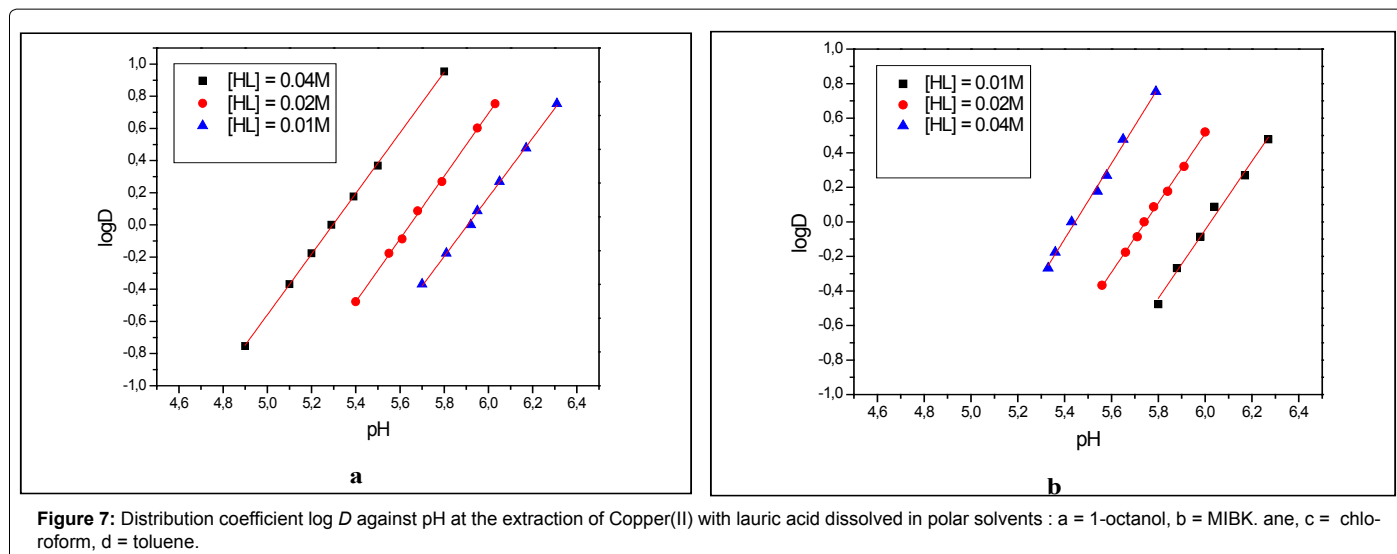 1,0
0,8
0,6
0,4
0,2
0,0
-0,2
-0,4
-0,6
-0,8
-1,0
logD
[HL] = 0.04M
[HL] = 0.02M
[HL] = 0.01M
4,6 4,8 5,0 5,2 5,4 5,6 5,8 6,0 6,2 6,4
pH
a
1,0
0,8
0,6
0,4
0,2
0,0
-0,2
-0,4
-0,6
-0,8
-1,0
logD
[HL] = 0.01M
[HL] = 0.02M
[HL] = 0.04M
4,6 4,8 5,0 5,2 5,4 5,6 5,8 6,0 6,2 6,4
pH
b
Figure 7: Distribution coefficient log D against pH at the extraction of Copper(II) with lauric acid dissolved in polar solvents : a = 1-octanol, b = MIBK. ane, c = chlo-
roform, d = toluene.